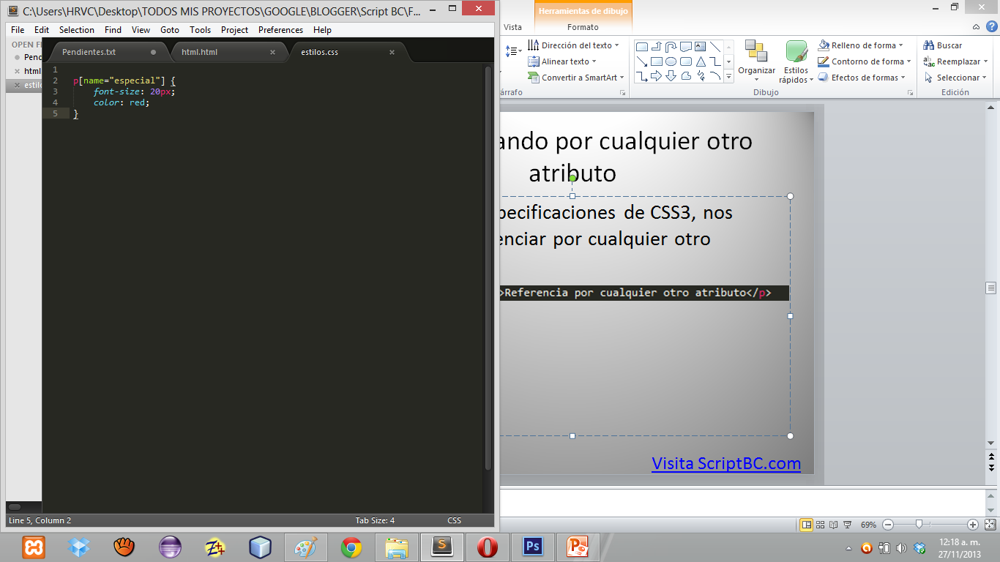 C:\Users\HRVC\Desktop\TODOS MIS PROYECTOS\GOOGLE\BLOGGER\Script BC\F...
File Edit Selection Find View Goto Tools Project Preferences Help
OPEN FI
Pend
html
estilo
Pendientes.txt
html.html
estilos.css
1
2 p[name="especial"] {
3 font-size: 20px;
4 color: red;
5 }
Line 5, Column 2
Tab Size: 4
CSS
Herramientas de dibujo
Vista
Formato
Dirección del texto
Alinear texto
Convertir a SmartArt
árrafo
Organizar
Estilos rápidos
Relleno de forma
Contorno de forma
Efectos de formas
Dibujo
Buscar
Reemplazar
Seleccionar
Edición
ando por cualquier otro
atributo
pecificaciones de CSS3, nos
enciar por cualquier otro
>Referencia por cualquier otro atributo</p>
Visita ScriptBC.com
69%
Ps
12:18 a. m.
27/11/2013